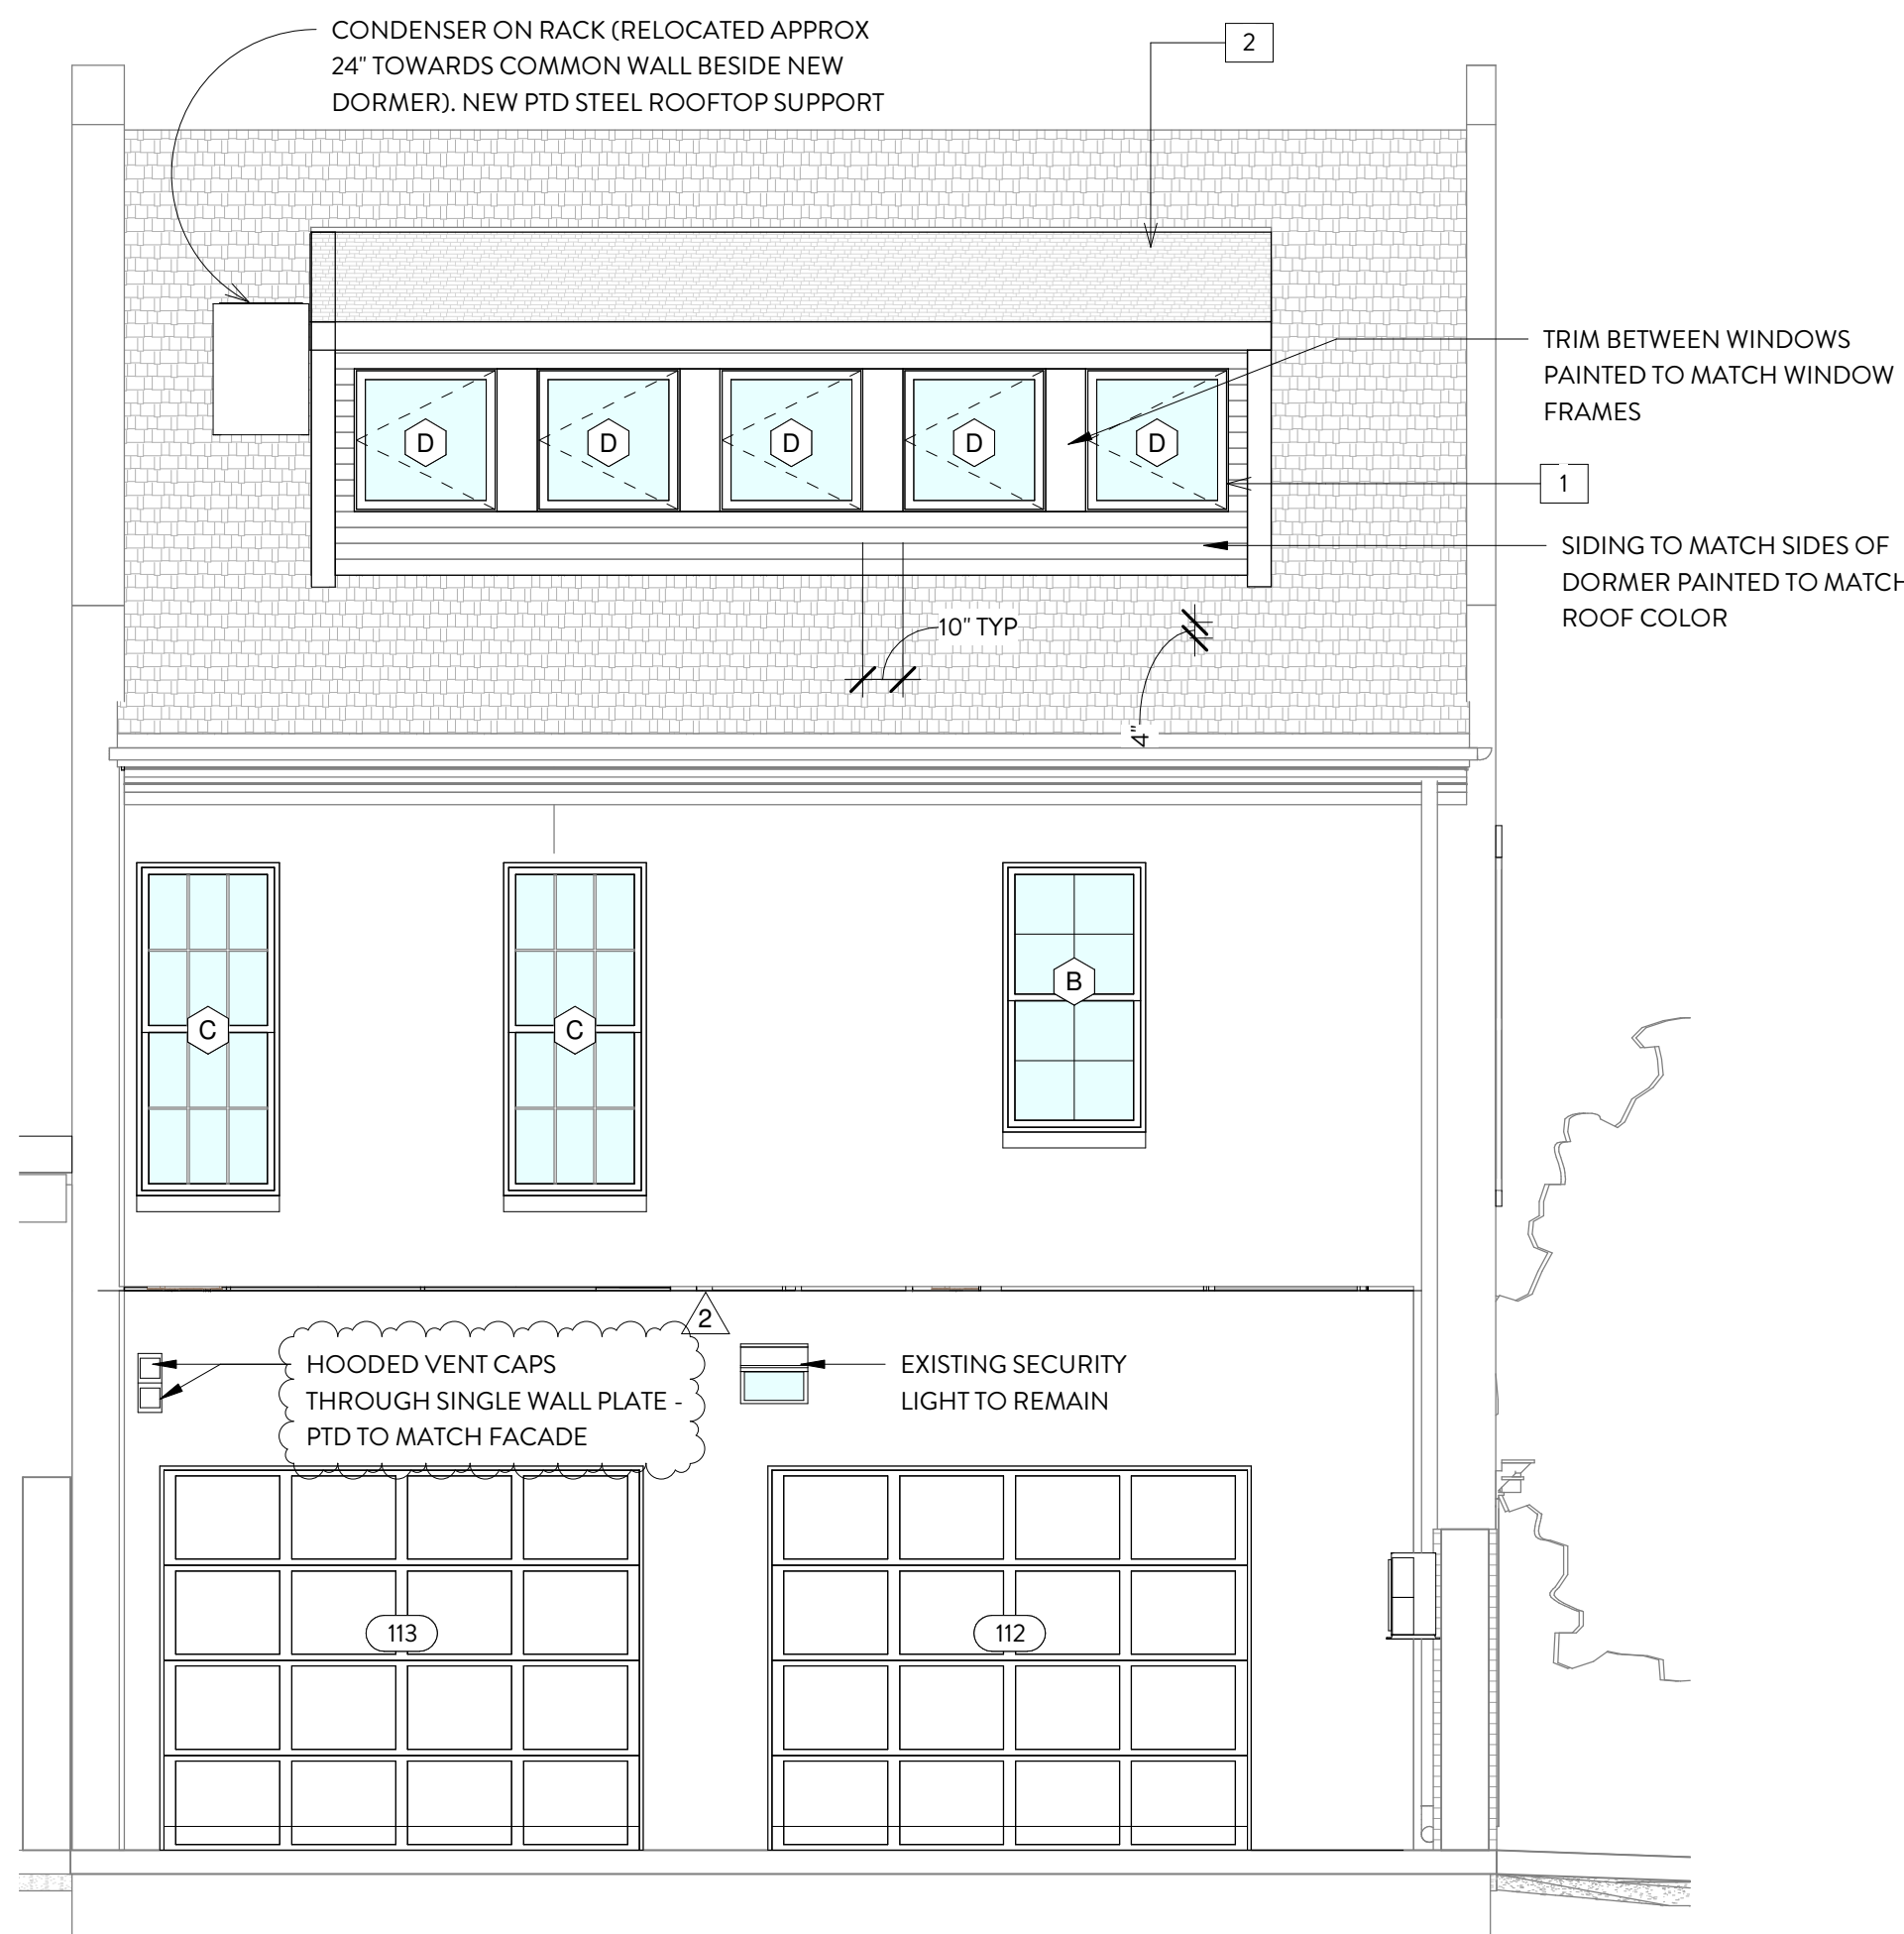 CONDENSER ON RACK (RELOCATED APPROX
24" TOWARDS COMMON WALL BESIDE NEW
DORMER). NEW PTD STEEL ROOFTOP SUPPORT
2
TRIM BETWEEN WINDOWS
PAINTED TO MATCH WINDOW
FRAMES
D D D D D
1
SIDING TO MATCH SIDES OF
DORMER PAINTED TO MATCH
ROOF COLOR
10" TYP
4"
C C B
2
HOODED VENT CAPS
THROUGH SINGLE WALL PLATE -
PTD TO MATCH FACADE
EXISTING SECURITY
LIGHT TO REMAIN
113 112